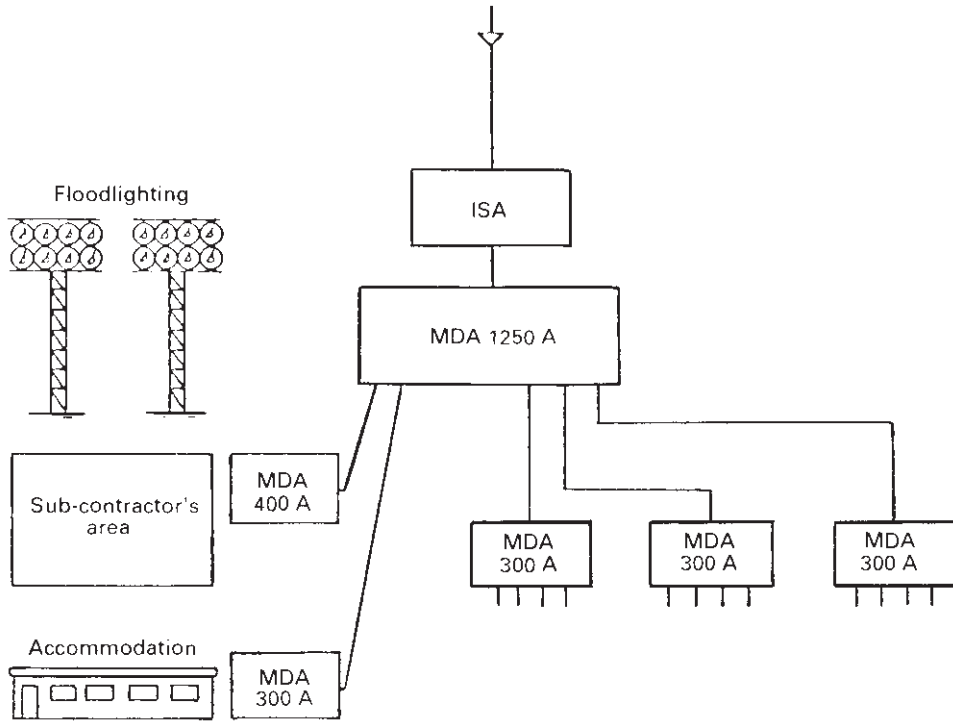 Floodlighting
ISA
MDA 1250 A
Sub-contractor's
area
MDA
400 A
MDA
300 A
MDA
300 A
MDA
300 A
Accommodation
MDA
300 A